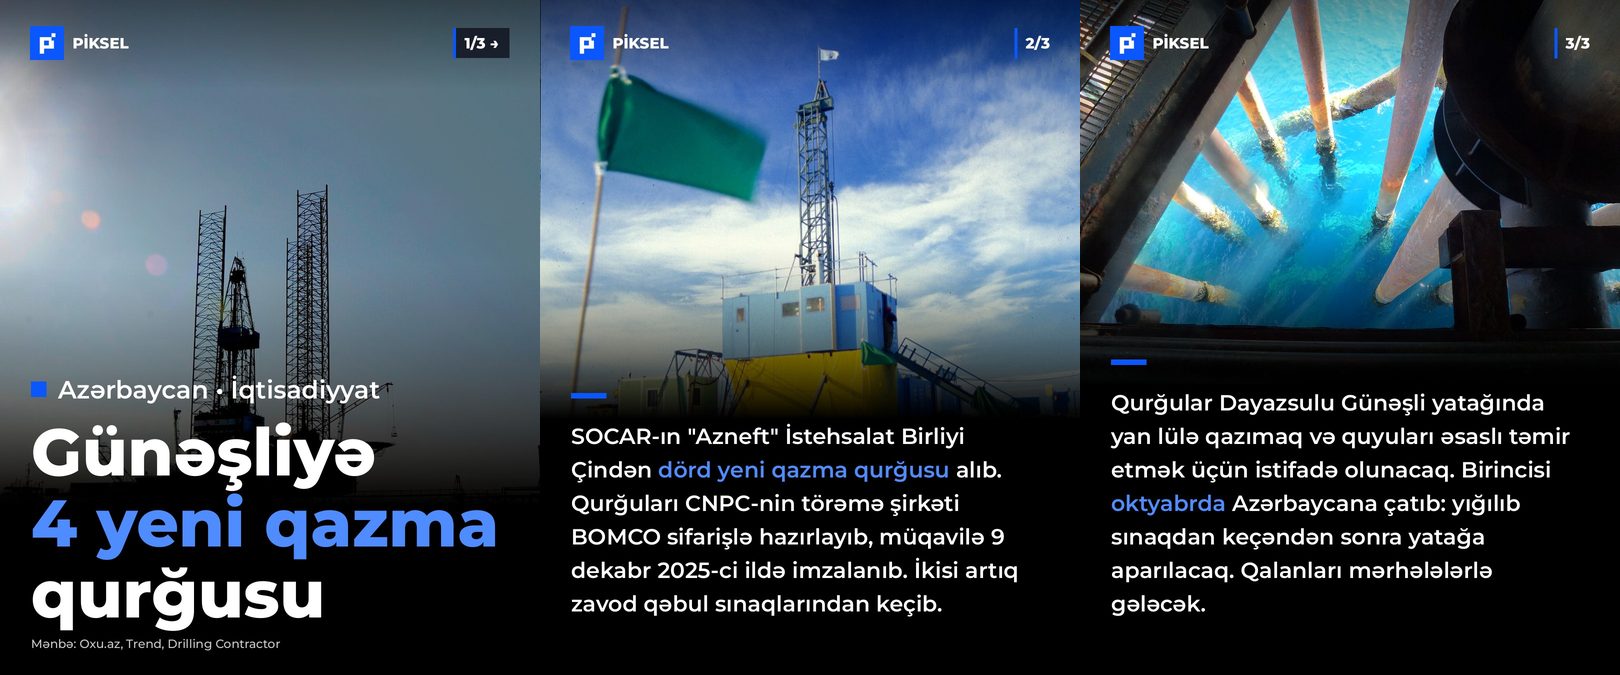 PİKSEL
1/3 →
Azərbaycan • İqtisadiyyat
Günəşliyə
4 yeni qazma
qurğusu
Mənbə: Oxu.az, Trend, Drilling Contractor
PİKSEL
2/3
SOCAR-ın "Azneft" İstehsalat Birliyi
Çindən dörd yeni qazma qurğusu alıb.
Qurğuları CNPC-nin törəmə şirkəti
BOMCO sifarişlə hazırlayıb, müqavilə 9
dekabr 2025-ci ildə imzalanıb. İkisi artıq
zavod qəbul sınaqlarından keçib.
PİKSEL
3/3
Qurğular Dayazsulu Günəşli yatağında
yan lülə qazımaq və quyuları əsaslı təmir
etmək üçün istifadə olunacaq. Birincisi
oktyabrda Azərbaycana çatıb: yığılıb
sınaqdan keçəndən sonra yatağa
aparılacaq. Qalanları mərhələlərlə
gələcək.